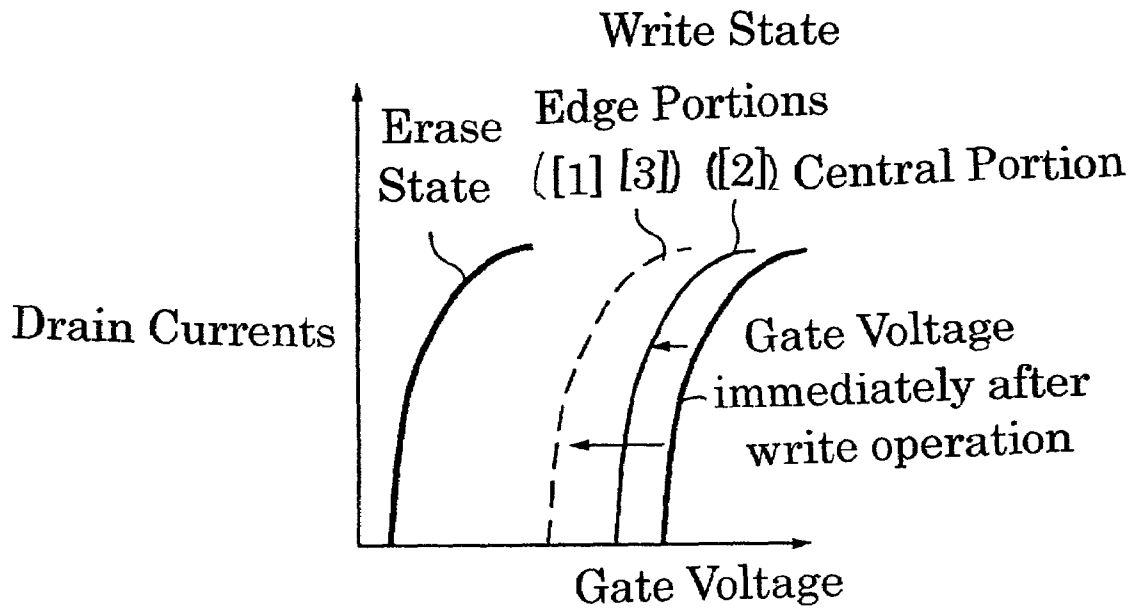 Write State
Erase
State
Edge Portions
([1] [3]) ([2]) Central Portion
Drain Currents
Gate Voltage
immediately after
write operation
Gate Voltage